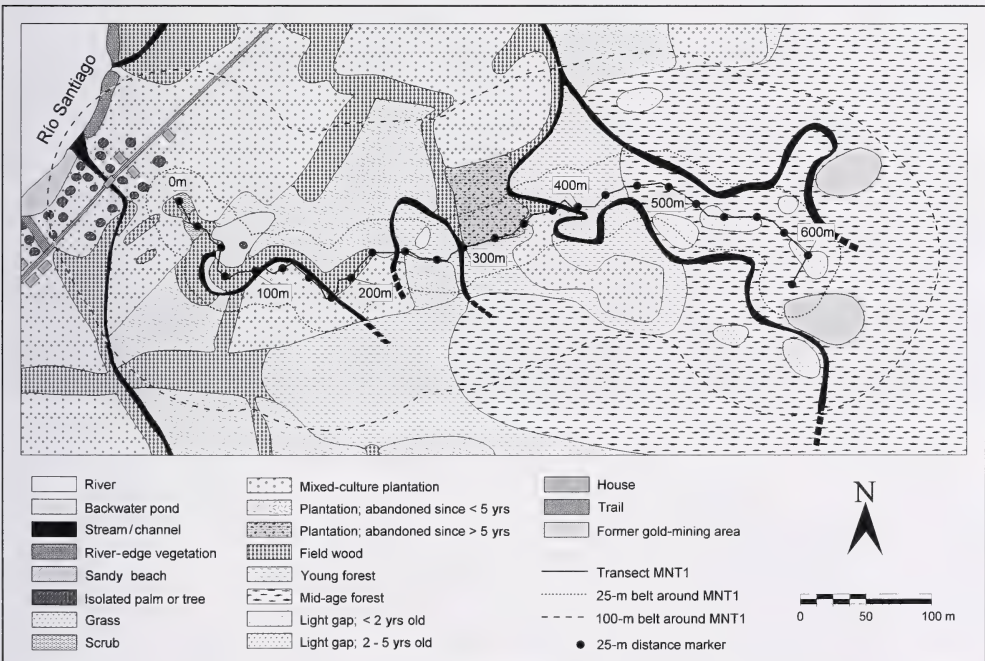 Río Santiago
0m
100m
200m
300m
400m
500m
600m
River
Backwater pond
Stream/channel
River-edge vegetation
Sandy beach
Isolated palm or tree
Grass
Scrub
Mixed-culture plantation
Plantation; abandoned since < 5 yrs
Plantation; abandoned since > 5 yrs
Field wood
Young forest
Mid-age forest
Light gap; < 2 yrs old
Light gap; 2 - 5 yrs old
House
Trail
Former gold-mining area
Transect MNT1
25-m belt around MNT1
100-m belt around MNT1
25-m distance marker
N
0 50 100 m